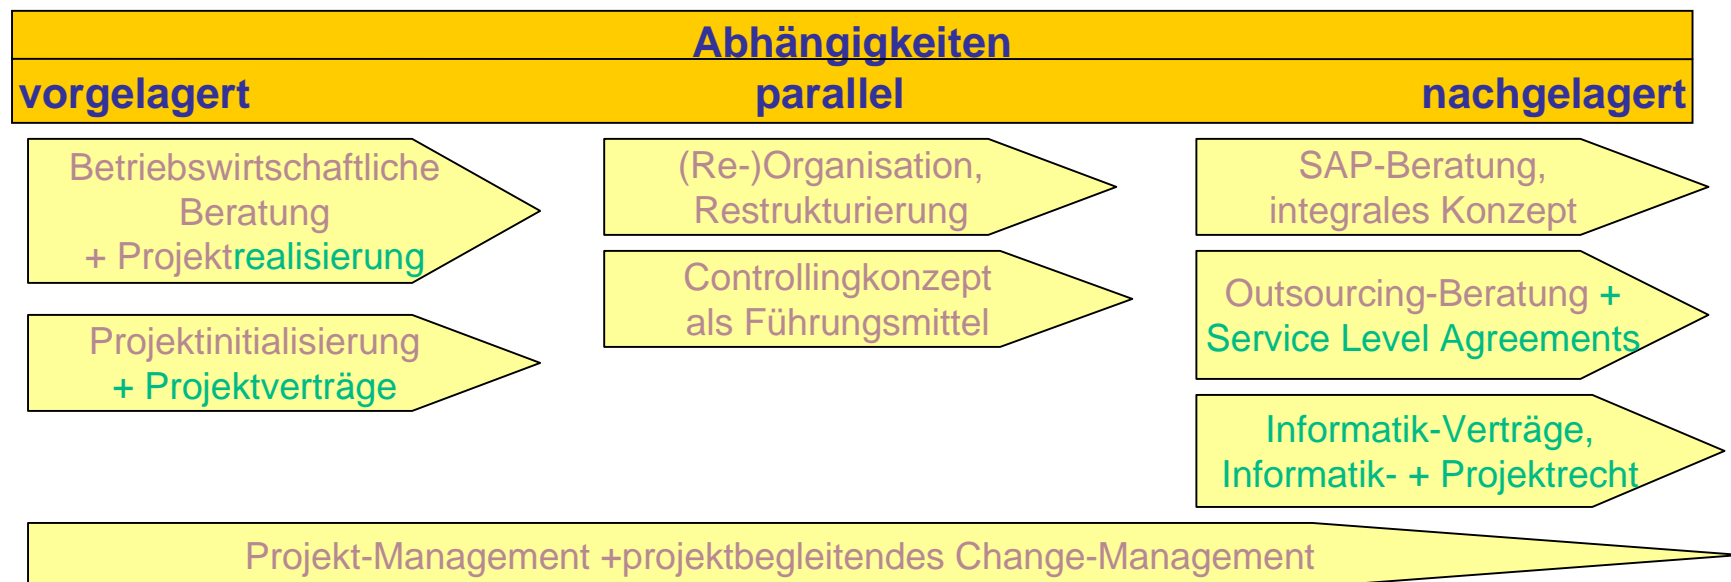 Abhängigkeiten
vorgelagert parallel nachgelagert
Betriebswirtschaftliche
Beratung
+ Projektrealisierung
Projektinitialisierung
+ Projektverträge
(Re-)Organisation,
Restrukturierung
Controllingkonzept
als Führungsmittel
SAP-Beratung,
integrales Konzept
Outsourcing-Beratung +
Service Level Agreements
Informatik-Verträge,
Informatik- + Projektrecht
Projekt-Management +projektbegleitendes Change-Management